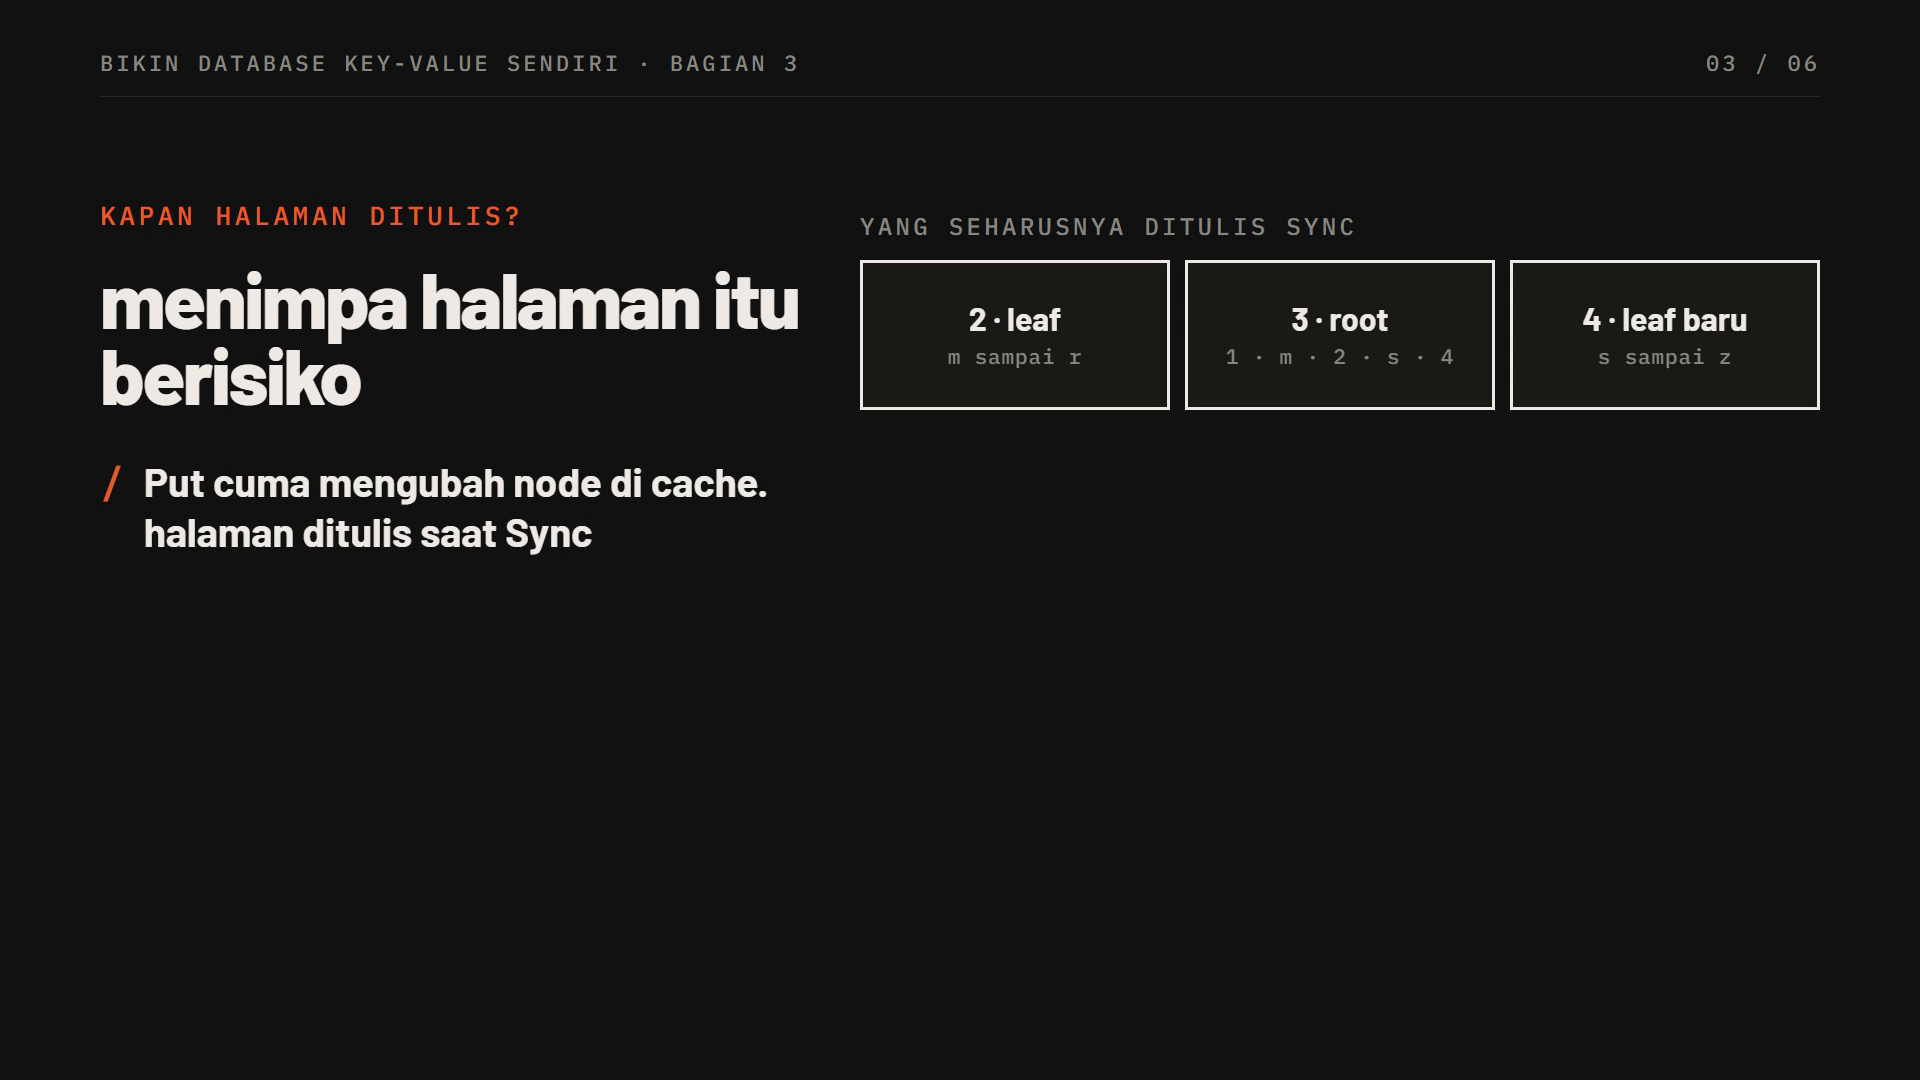 BIKIN DATABASE KEY-VALUE SENDIRI · BAGIAN 3
03 / 06
KAPAN HALAMAN DITULIS?
menimpa halaman itu
berisiko
/ Put cuma mengubah node di cache.
halaman ditulis saat Sync
YANG SEHARUSNYA DITULIS SYNC
2 · leaf
m sampai r
3 · root
1 · m · 2 · s · 4
4 · leaf baru
s sampai z